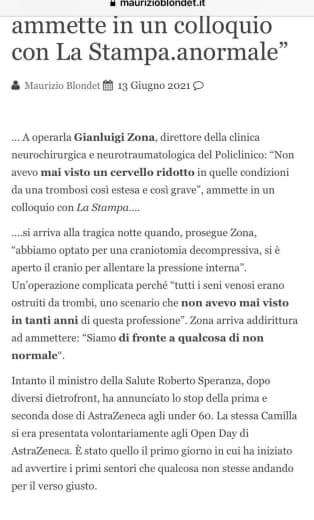 maurizioblondet.it
ammette in un colloquio
con La Stampa.anormale”
Maurizio Blondet 13 Giugno 2021
... A operarla Gianluigi Zona, direttore della clinica
neurochirurgica e neurotraumatologica del Policlinico: “Non
avevo mai visto un cervello ridotto in quelle condizioni
da una trombosi così estesa e così grave”, ammette in un
colloquio con La Stampa....
....si arriva alla tragica notte quando, prosegue Zona,
“abbiamo optato per una craniotomia decompressiva, si è
aperto il cranio per allentare la pressione interna”.
Un’operazione complicata perché “tutti i seni venosi erano
ostruiti da trombi, uno scenario che non avevo mai visto
in tanti anni di questa professione”. Zona arriva addirittura
ad ammettere: “Siamo di fronte a qualcosa di non
normale“.
Intanto il ministro della Salute Roberto Speranza, dopo
diversi dietrofront, ha annunciato lo stop della prima e
seconda dose di AstraZeneca agli under 60. La stessa Camilla
si era presentata volontariamente agli Open Day di
AstraZeneca. È stato quello il primo giorno in cui ha iniziato
ad avvertire i primi sentori che qualcosa non stesse andando
per il verso giusto.